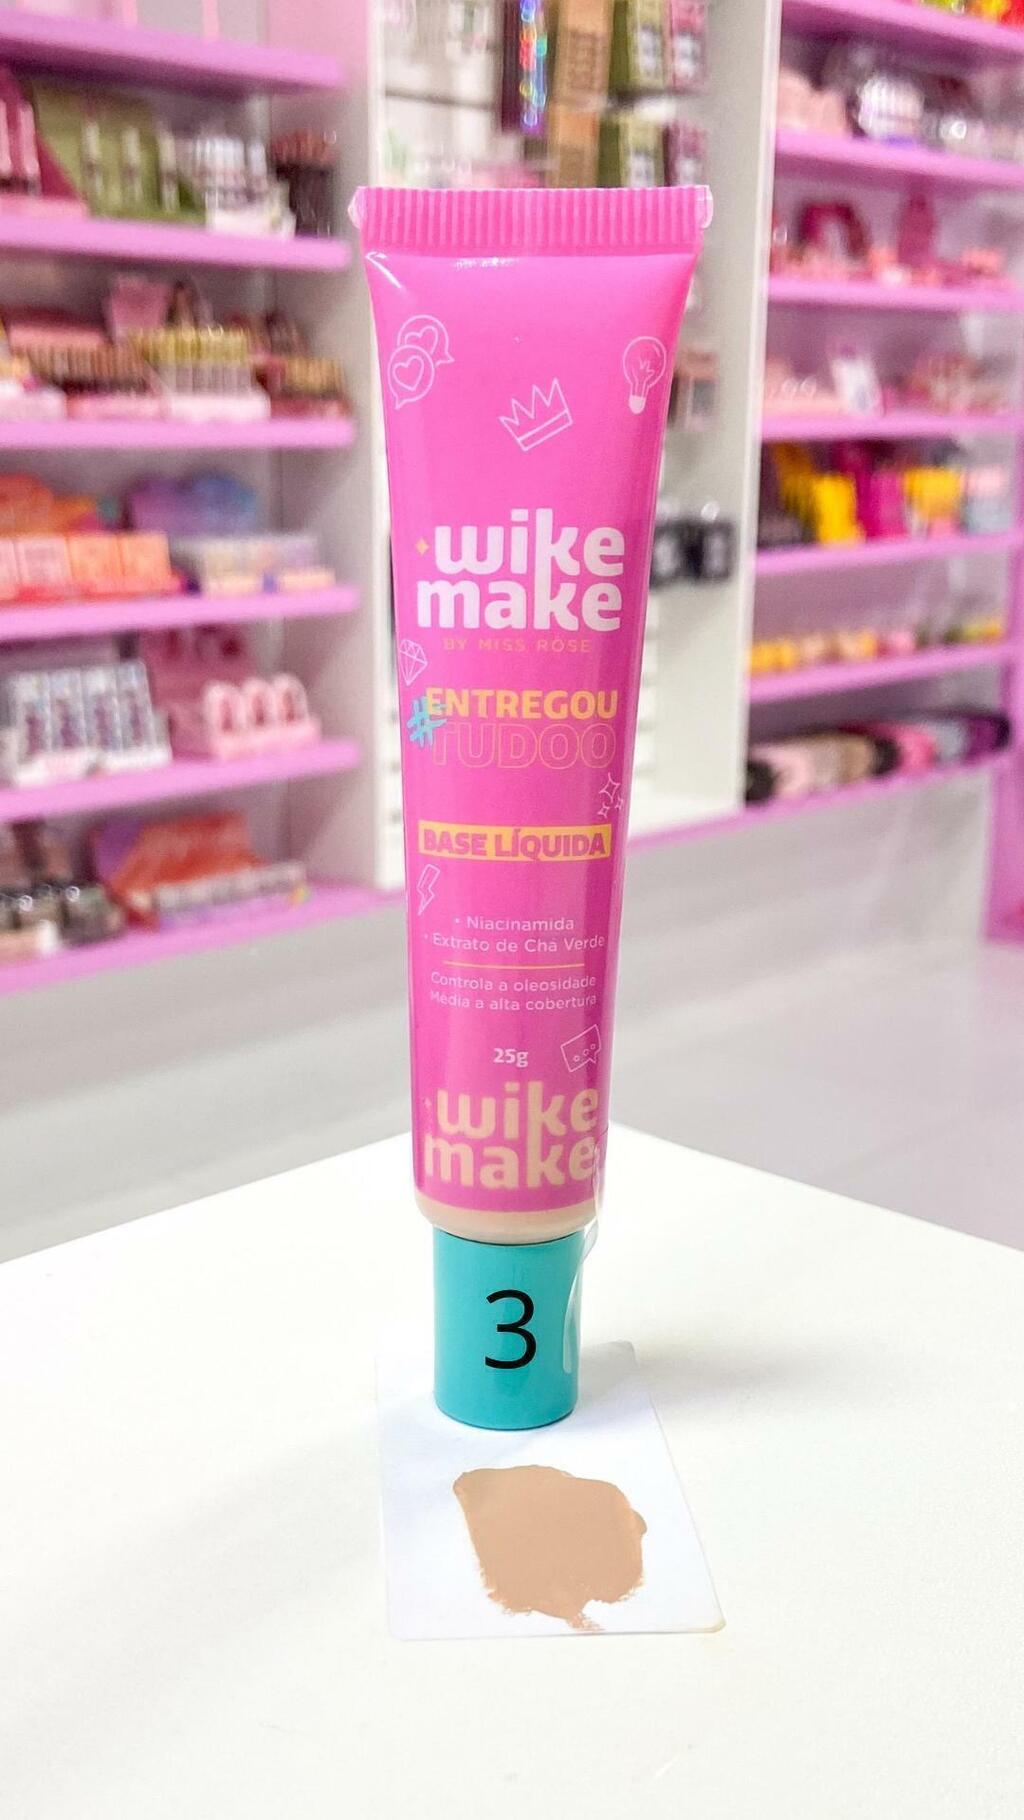 wike
make
BY MISS RÔSE
#ENTREGOU
TUDOO
BASE LÍQUIDA
• Niacinamida
• Extrato de Chá Verde
Controla a oleosidade
Média a alta cobertura
25g
wike
make
3